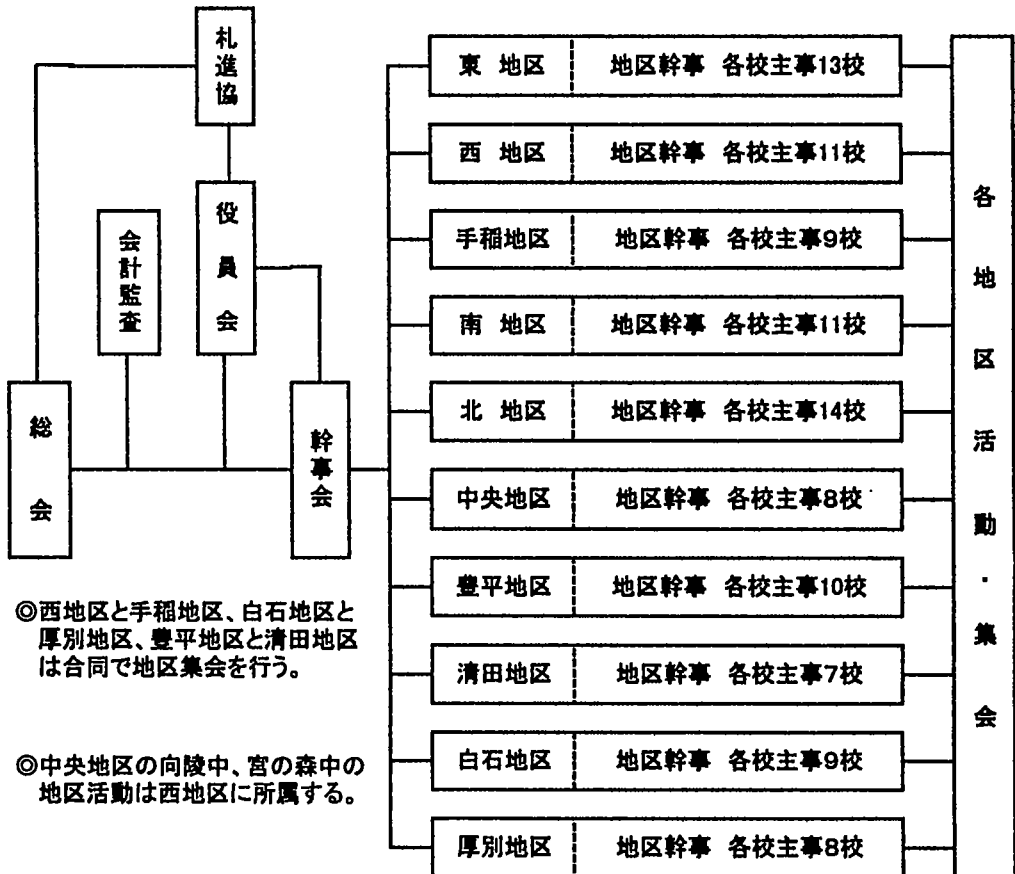 札進協
役員会
会計監査
総会
幹事会
東 地区 地区幹事 各校主事13校
西 地区 地区幹事 各校主事11校
手稲地区 地区幹事 各校主事9校
南 地区 地区幹事 各校主事11校
北 地区 地区幹事 各校主事14校
中央地区 地区幹事 各校主事8校
豊平地区 地区幹事 各校主事10校
清田地区 地区幹事 各校主事7校
白石地区 地区幹事 各校主事9校
厚別地区 地区幹事 各校主事8校
各地区活動・集会
◎西地区と手稲地区、白石地区と
厚別地区、豊平地区と清田地区
は合同で地区集会を行う。
◎中央地区の向陵中、宮の森中の
地区活動は西地区に所属する。